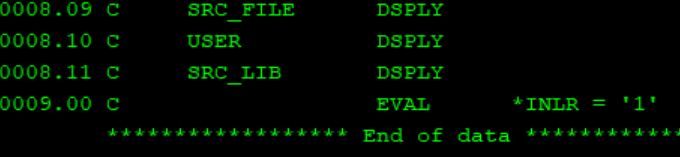 0008.09 C SRC_FILE DSPLY
0008.10 C USER DSPLY
0008.11 C SRC_LIB DSPLY
0009.00 C EVAL *INLR = '1'
****************** End of data ************